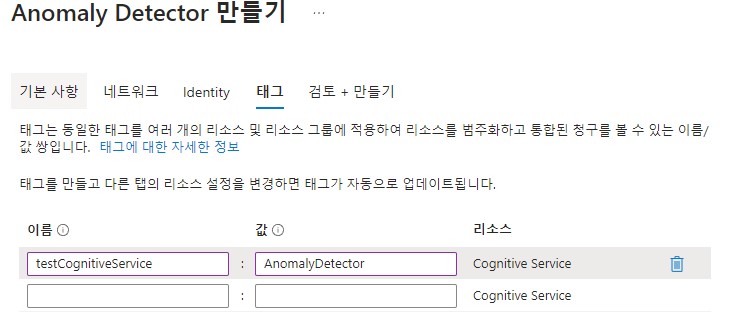 Anomaly Detector 만들기 ...
기본 사항 네트워크 Identity 태그 검토 + 만들기
태그는 동일한 태그를 여러 개의 리소스 및 리소스 그룹에 적용하여 리소스를 범주화하고 통합된 청구를 볼 수 있는 이름/
값 쌍입니다. 태그에 대한 자세한 정보
태그를 만들고 다른 탭의 리소스 설정을 변경하면 태그가 자동으로 업데이트됩니다.
이름 값 리소스
testCognitiveService : AnomalyDetector Cognitive Service
: Cognitive Service